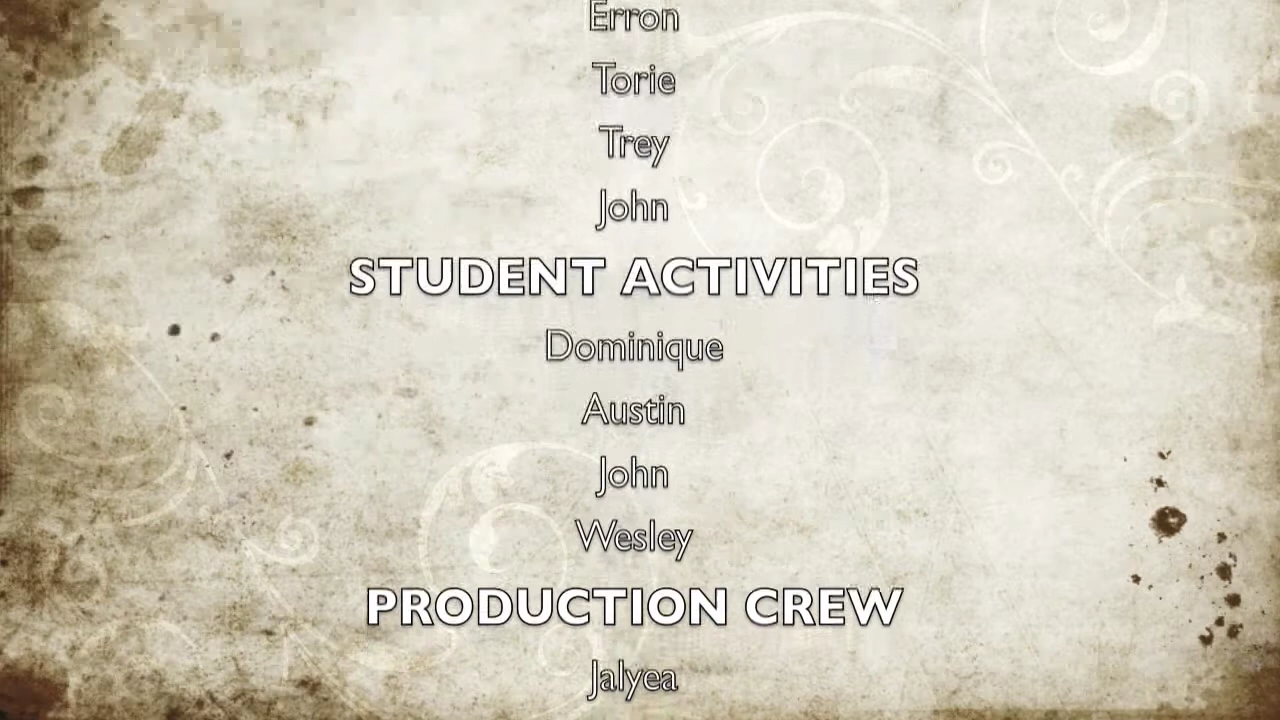 Erron
Torie
Trey
John
STUDENT ACTIVITIES
Dominique
Austin
John
Wesley
PRODUCTION CREW
Jalyea